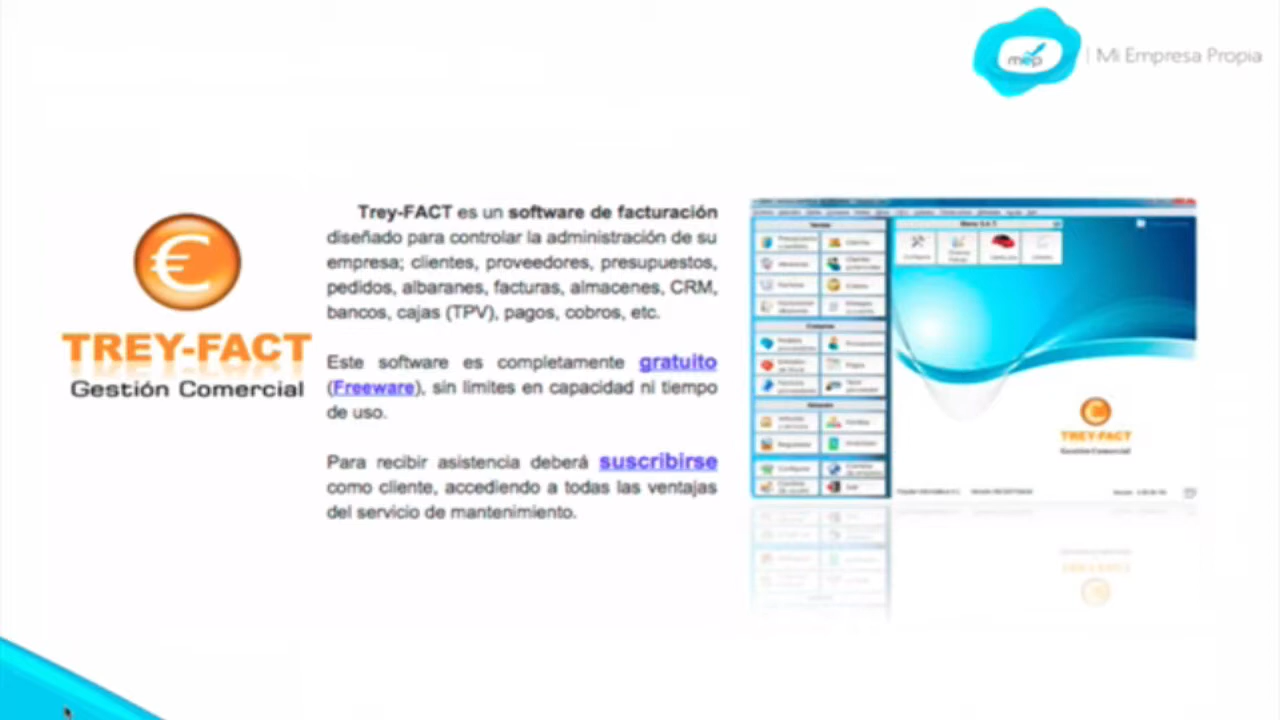 mep | Mi Empresa Propia
TREY-FACT
Gestión Comercial
Trey-FACT es un software de facturación
diseñado para controlar la administración de su
empresa; clientes, proveedores, presupuestos,
pedidos, albaranes, facturas, almacenes, CRM,
bancos, cajas (TPV), pagos, cobros, etc.
Este software es completamente gratuito
(Freeware), sin limites en capacidad ni tiempo
de uso.
Para recibir asistencia deberá suscribirse
como cliente, accediendo a todas las ventajas
del servicio de mantenimiento.
TREY-FACT
Gestión Comercial